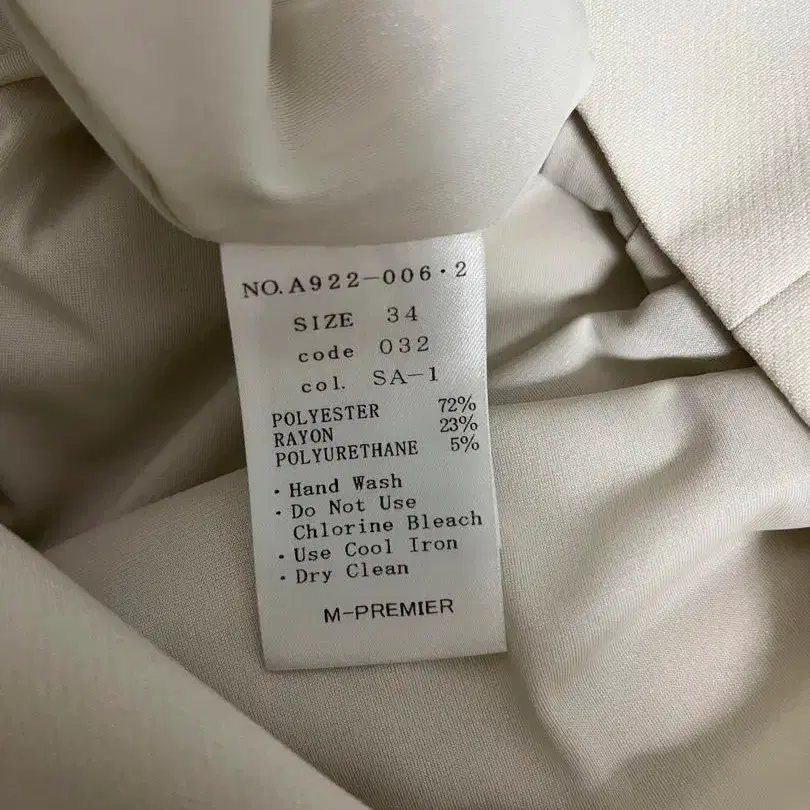 NO.A922-006・2
SIZE 34
code 032
col. SA-1
POLYESTER 72%
RAYON 23%
POLYURETHANE 5%
・Hand Wash
・Do Not Use
Chlorine Bleach
・Use Cool Iron
・Dry Clean
M-PREMIER